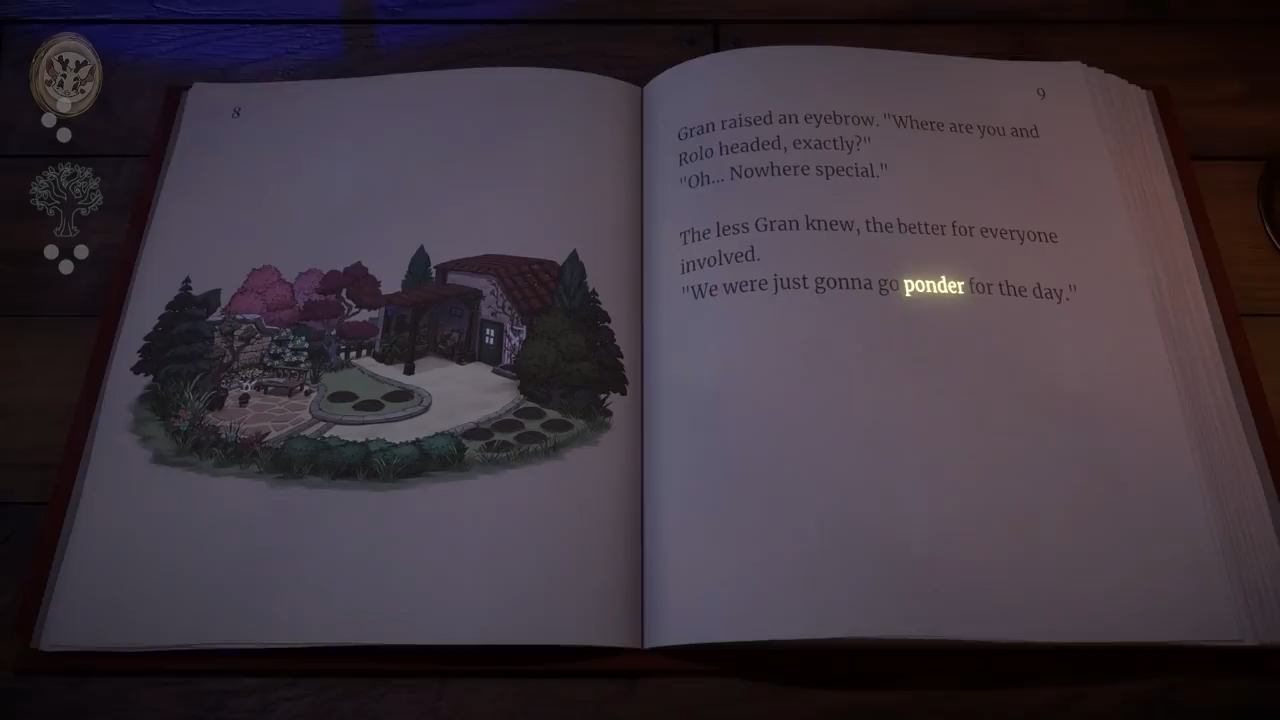 8
9
Gran raised an eyebrow. "Where are you and
Rolo headed, exactly?"
"Oh... Nowhere special."
The less Gran knew, the better for everyone
involved.
"We were just gonna go ponder for the day."